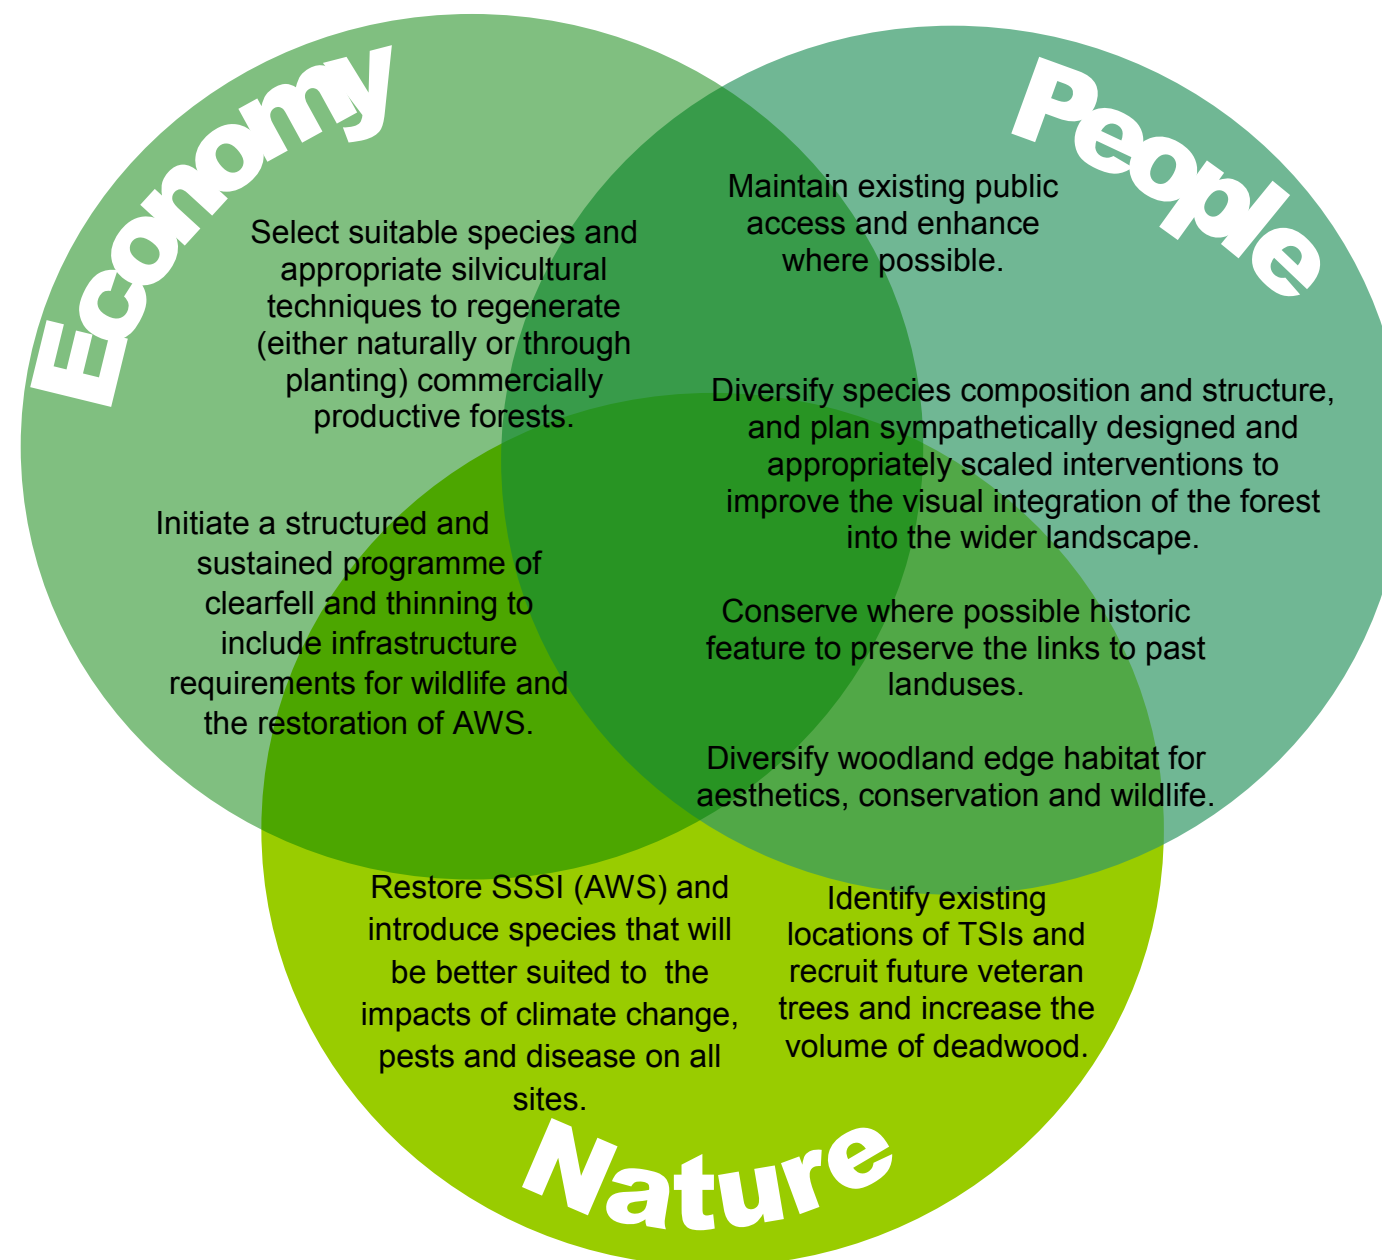 Economy
People
Select suitable species and
appropriate silvicultural
techniques to regenerate
(either naturally or through
planting) commercially
productive forests.
Maintain existing public
access and enhance
where possible.
Diversify species composition and structure,
and plan sympathetically designed and
appropriately scaled interventions to
improve the visual integration of the forest
into the wider landscape.
Initiate a structured and
sustained programme of
clearfell and thinning to
include infrastructure
requirements for wildlife and
the restoration of AWS.
Conserve where possible historic
feature to preserve the links to past
landuses.
Diversify woodland edge habitat for
aesthetics, conservation and wildlife.
Restore SSSI (AWS) and
introduce species that will
be better suited to  the
impacts of climate change,
pests and disease on all
sites.
Identify existing
locations of TSIs and
recruit future veteran
trees and increase the
volume of deadwood.
Nature